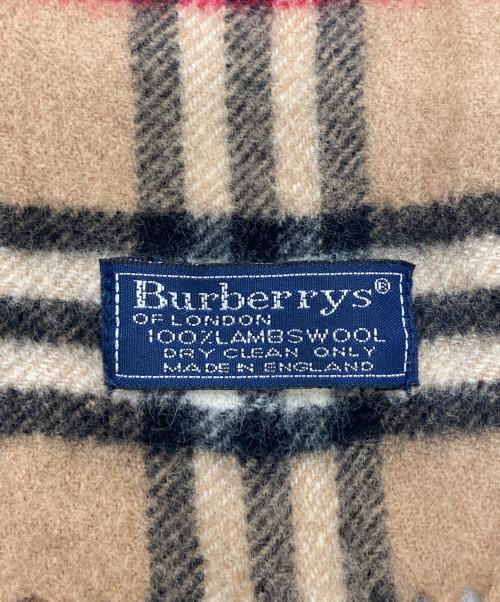 Burberrys®
OF LONDON
100%LAMBSWOOL
DRY CLEAN ONLY
MADE IN ENGLAND